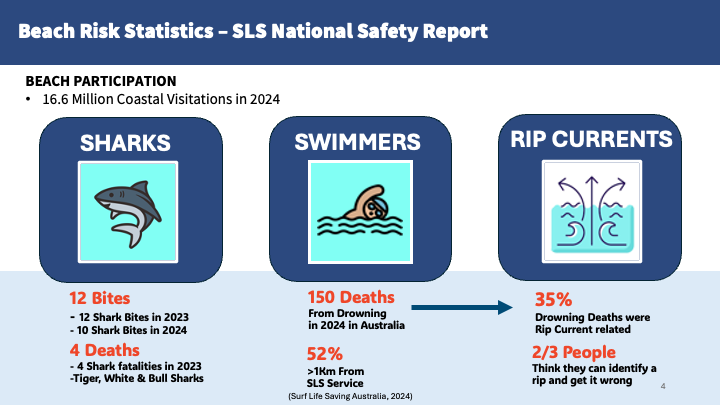 Beach Risk Statistics – SLS National Safety Report
BEACH PARTICIPATION
• 16.6 Million Coastal Visitations in 2024
SHARKS
12 Bites
- 12 Shark Bites in 2023
- 10 Shark Bites in 2024
4 Deaths
- 4 Shark fatalities in 2023
-Tiger, White & Bull Sharks
SWIMMERS
150 Deaths
From Drowning
in 2024 in Australia
52%
>1Km From
SLS Service
(Surf Life Saving Australia, 2024)
RIP CURRENTS
35%
Drowning Deaths were
Rip Current related
2/3 People
Think they can identify a
rip and get it wrong
4